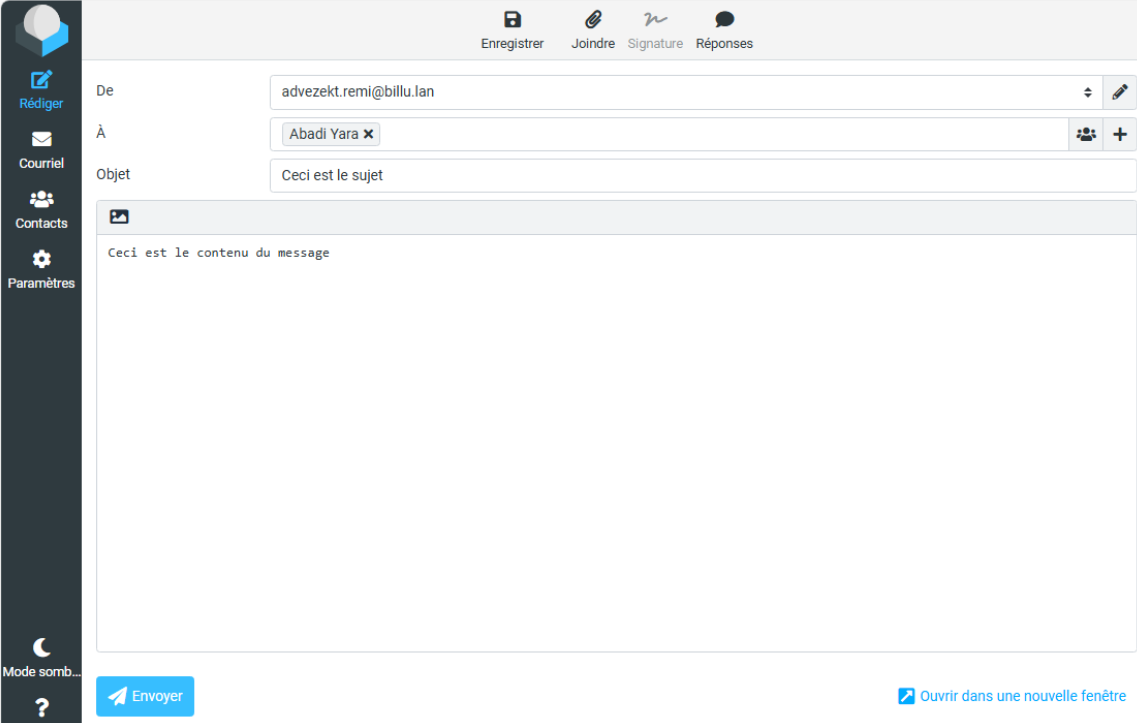 Enregistrer Joindre Signature Réponses
Rédiger
Courriel
Contacts
Paramètres
Mode somb...
De advezekt.remi@billu.lan
À Abadi Yara
Objet Ceci est le sujet
Ceci est le contenu du message
Envoyer Ouvrir dans une nouvelle fenêtre